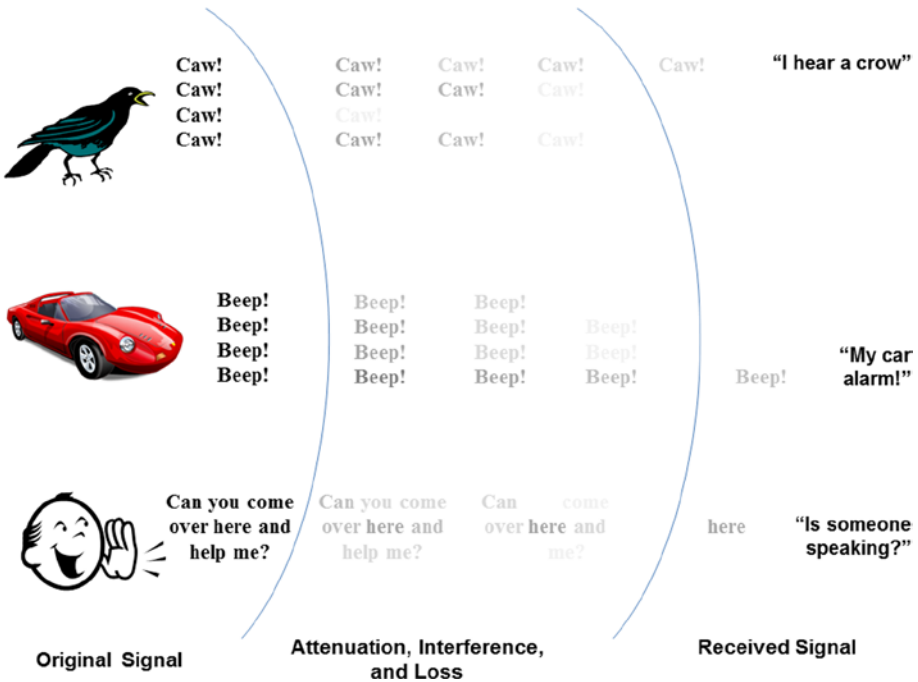 Caw! Caw! Caw! Caw! Caw! "I hear a crow"
Caw! Caw! Caw! Caw!
Caw! Caw!
Caw! Caw! Caw! Caw!
Beep! Beep! Beep!
Beep! Beep! Beep! Beep!
Beep! Beep! Beep! Beep! "My car
Beep! Beep! Beep! Beep! Beep! alarm!"
Can you come Can you come Can come
over here and over here and over here and here "Is someone
help me? help me? me? speaking?"
Original Signal
Attenuation, Interference,
and Loss
Received Signal